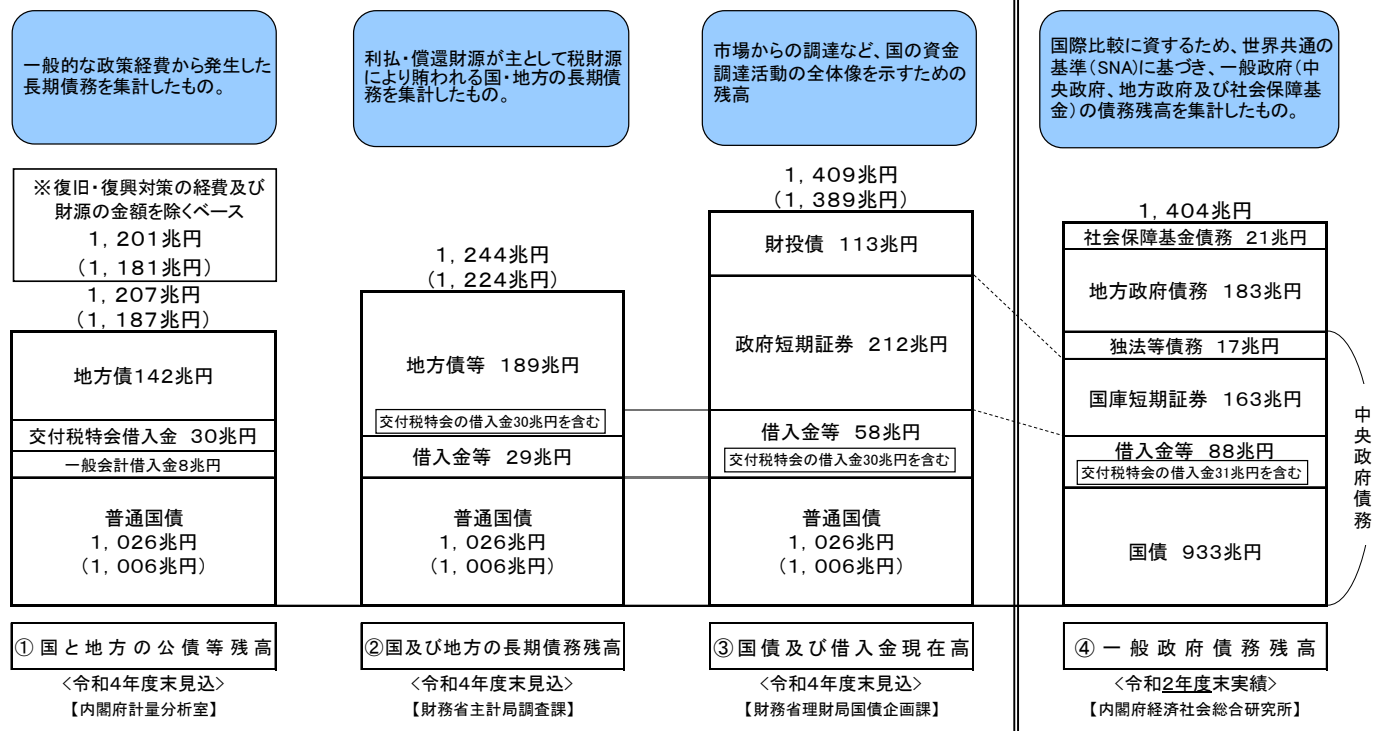 一般的な政策経費から発生した
長期債務を集計したもの。
※復旧・復興対策の経費及び
財源の金額を除くベース
1，201兆円
（1，181兆円）
1，207兆円
（1，187兆円）
地方債142兆円
交付税特会借入金　30兆円
一般会計借入金8兆円
普通国債
1，026兆円
（1，006兆円）
①国と地方の公債等残高
＜令和4年度末見込＞
【内閣府計量分析室】
利払・償還財源が主として税財源
により賄われる国・地方の長期債
務を集計したもの。
1，244兆円
（1，224兆円）
地方債等　189兆円
交付税特会の借入金30兆円を含む
借入金等　29兆円
普通国債
1，026兆円
（1，006兆円）
②国及び地方の長期債務残高
＜令和4年度末見込＞
【財務省主計局調査課】
市場からの調達など、国の資金
調達活動の全体像を示すための
残高
1，409兆円
（1，389兆円）
財投債　113兆円
政府短期証券　212兆円
借入金等　58兆円
交付税特会の借入金30兆円を含む
普通国債
1，026兆円
（1，006兆円）
③国債及び借入金現在高
＜令和4年度末見込＞
【財務省理財局国債企画課】
国際比較に資するため、世界共通の
基準（SNA）に基づき、一般政府（中
央政府、地方政府及び社会保障基
金）の債務残高を集計したもの。
1，404兆円
社会保障基金債務　21兆円
地方政府債務　183兆円
独法等債務　17兆円
国庫短期証券　163兆円
借入金等　88兆円
交付税特会の借入金31兆円を含む
国債　933兆円
中央政府債務
④一般政府債務残高
＜令和2年度末実績＞
【内閣府経済社会総合研究所】